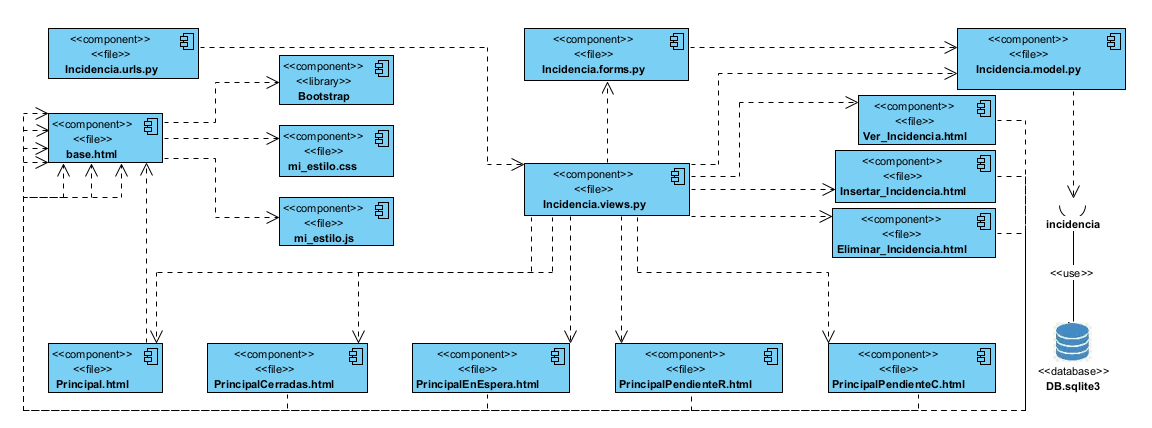 <<component>>
<<file>>
Incidencia.urls.py
<<component>>
<<file>>
Incidencia.forms.py
<<component>>
<<file>>
Incidencia.model.py
<<component>>
<<library>>
Bootstrap
<<component>>
<<file>>
Ver_Incidencia.html
<<component>>
<<file>>
base.html
<<component>>
<<file>>
mi_estilo.css
<<component>>
<<file>>
Insertar_Incidencia.html
<<component>>
<<file>>
Incidencia.views.py
<<component>>
<<file>>
mi_estilo.js
<<component>>
<<file>>
Eliminar_Incidencia.html
incidencia
<<use>>
<<component>>
<<file>>
Principal.html
<<component>>
<<file>>
PrincipalCerradas.html
<<component>>
<<file>>
PrincipalEnEspera.html
<<component>>
<<file>>
PrincipalPendienteR.html
<<component>>
<<file>>
PrincipalPendienteC.html
<<database>>
DB.sqlite3